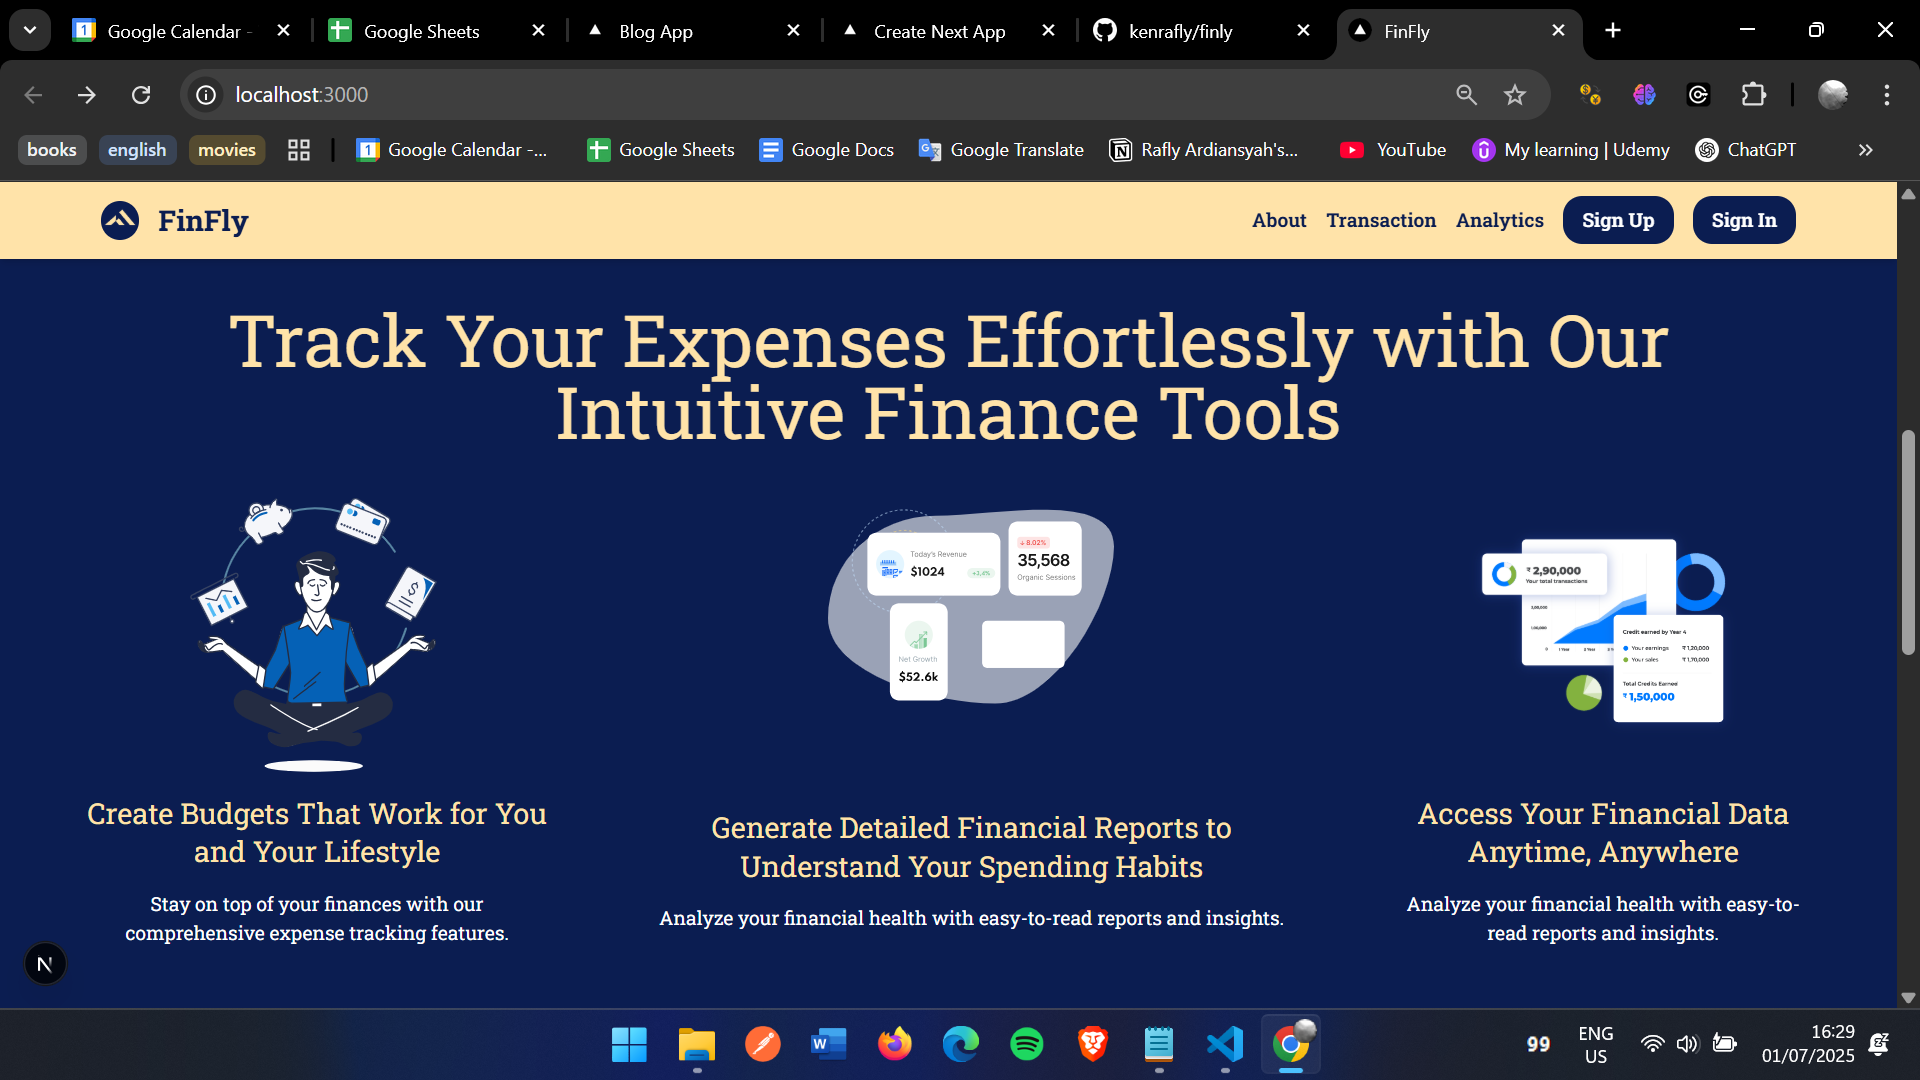 Google Calendar -
Google Sheets
Blog App
Create Next App
kenrafly/finly
FinFly
localhost:3000
books
english
movies
Google Calendar -...
Google Sheets
Google Docs
Google Translate
Rafly Ardiansyah's...
YouTube
My learning | Udemy
ChatGPT
FinFly
About
Transaction
Analytics
Sign Up
Sign In
Track Your Expenses Effortlessly with Our
Intuitive Finance Tools
Today's Revenue
$1024
+3,4%
↓ 8.02%
35,568
Organic Sessions
Net Growth
$52.6k
₹ 2,90,000
Your total transactions
1 Year
2 Year
Credit earned by Year 4
Your earnings ₹ 1,20,000
Your sales ₹ 1,70,000
Total Credits Earned
₹ 1,50,000
Create Budgets That Work for You
and Your Lifestyle
Stay on top of your finances with our
comprehensive expense tracking features.
Generate Detailed Financial Reports to
Understand Your Spending Habits
Analyze your financial health with easy-to-read reports and insights.
Access Your Financial Data
Anytime, Anywhere
Analyze your financial health with easy-to-
read reports and insights.
N
99
ENG
US
16:29
01/07/2025